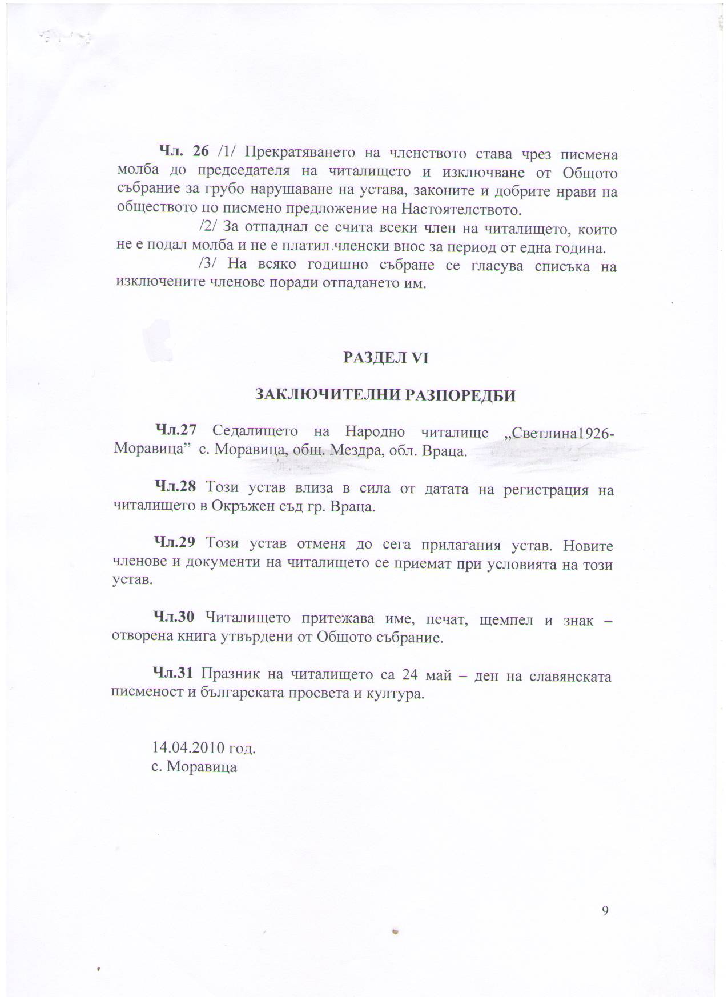 Чл. 26 /1/ Прекратяването на членството става чрез писмена
молба до председателя на читалището и изключване от Общото
събрание за грубо нарушаване на устава, законите и добрите нрави на
обществото по писмено предложение на Настоятелството.
/2/ За отпаднал се счита всеки член на читалището, които
не е подал молба и не е платил членски внос за период от една година.
/3/ На всяко годишно събране се гласува списъка на
изключените членове поради отпадането им.
РАЗДЕЛ VI
ЗАКЛЮЧИТЕЛНИ РАЗПОРЕДБИ
Чл.27 Седалището на Народно читалище „Светлина1926-
Моравица” с. Моравица, общ. Мездра, обл. Враца.
Чл.28 Този устав влиза в сила от датата на регистрация на
читалището в Окръжен съд гр. Враца.
Чл.29 Този устав отменя до сега прилагания устав. Новите
членове и документи на читалището се приемат при условията на този
устав.
Чл.30 Читалището притежава име, печат, щемпел и знак –
отворена книга утвърдени от Общото събрание.
Чл.31 Празник на читалището са 24 май – ден на славянската
писменост и българската просвета и култура.
14.04.2010 год.
с. Моравица
9